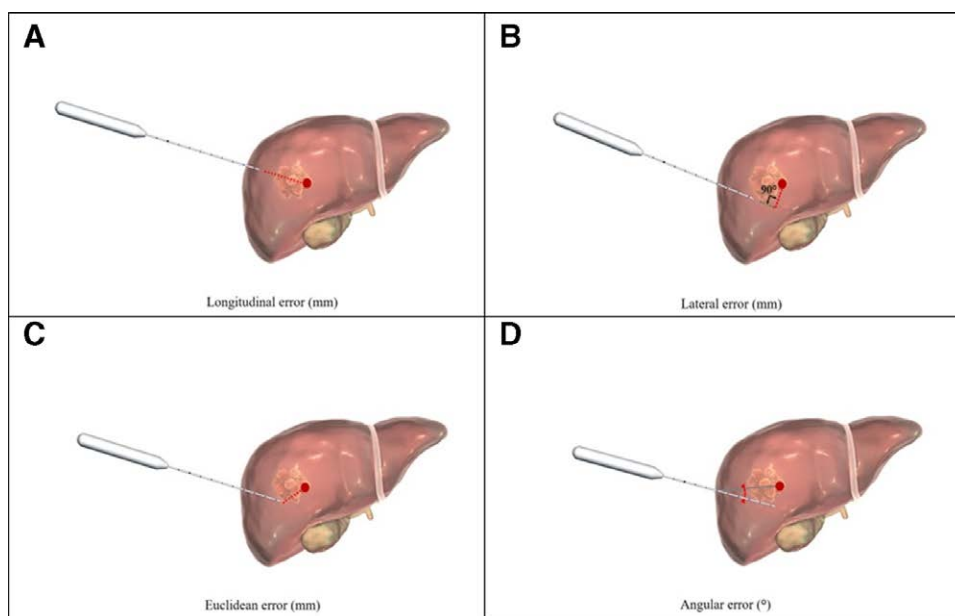 A
B
90°
Longitudinal error (mm)
Lateral error (mm)
C
D
Euclidean error (mm)
Angular error (°)